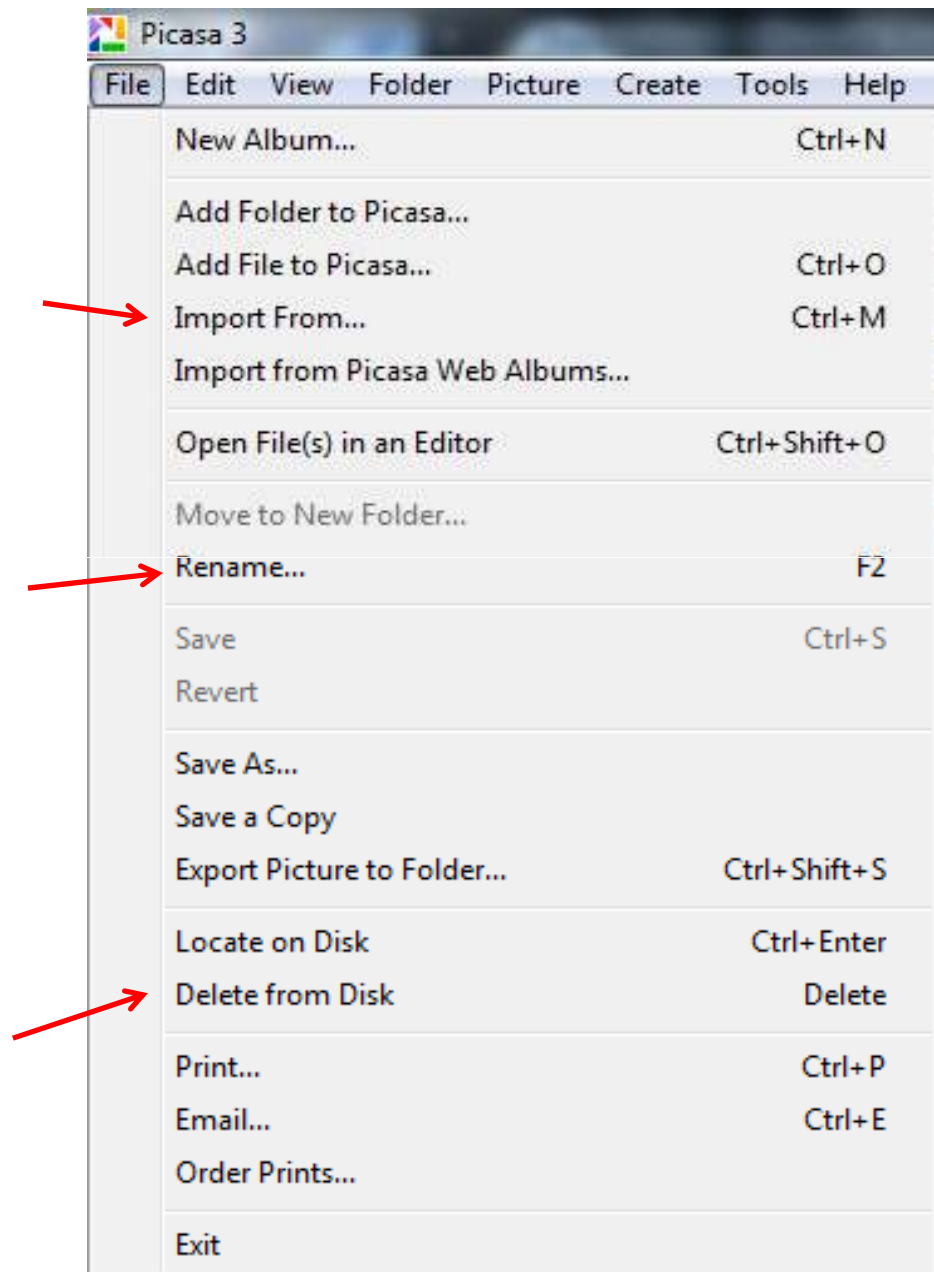 Picasa 3
File Edit View Folder Picture Create Tools Help
New Album... Ctrl+N
Add Folder to Picasa...
Add File to Picasa... Ctrl+O
Import From... Ctrl+M
Import from Picasa Web Albums...
Open File(s) in an Editor Ctrl+Shift+O
Move to New Folder...
Rename... F2
Save Ctrl+S
Revert
Save As...
Save a Copy
Export Picture to Folder... Ctrl+Shift+S
Locate on Disk Ctrl+Enter
Delete from Disk Delete
Print... Ctrl+P
Email... Ctrl+E
Order Prints...
Exit